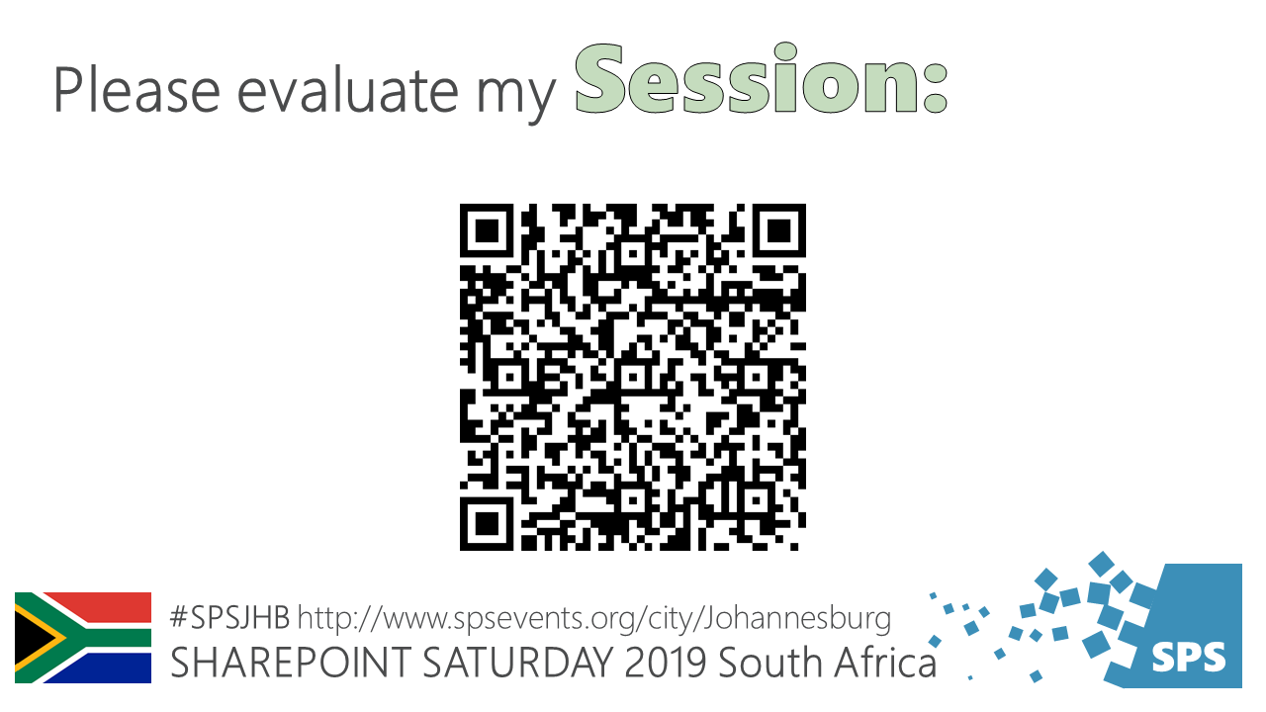 Please evaluate my Session:
#SPSJHB http://www.spsevents.org/city/Johannesburg
SHAREPOINT SATURDAY 2019 South Africa
SPS